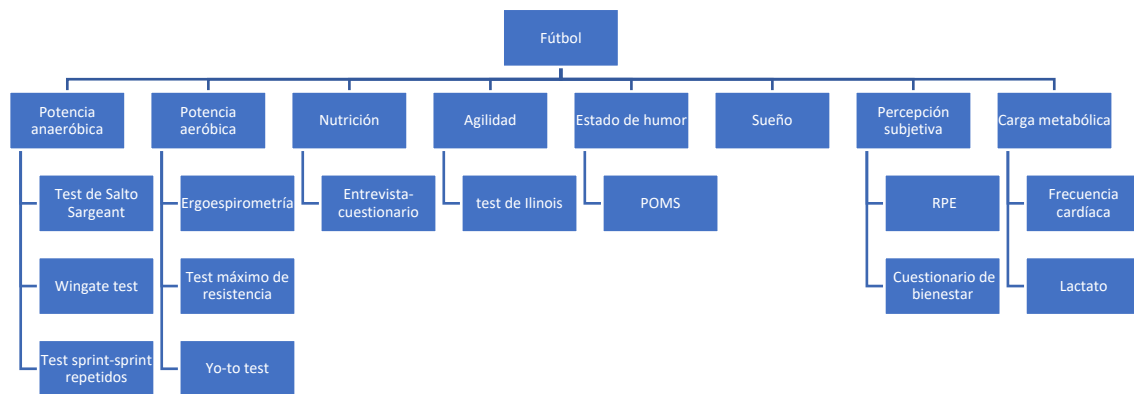 Fútbol
Potencia
anaeróbica
Potencia
aeróbica
Nutrición
Agilidad
Estado de humor
Sueño
Percepción
subjetiva
Carga metabólica
Test de Salto
Sargeant
Ergoespirometría
Entrevista-
cuestionario
test de Ilinois
POMS
RPE
Frecuencia
cardíaca
Wingate test
Test máximo de
resistencia
Cuestionario de
bienestar
Lactato
Test sprint-sprint
repetidos
Yo-to test